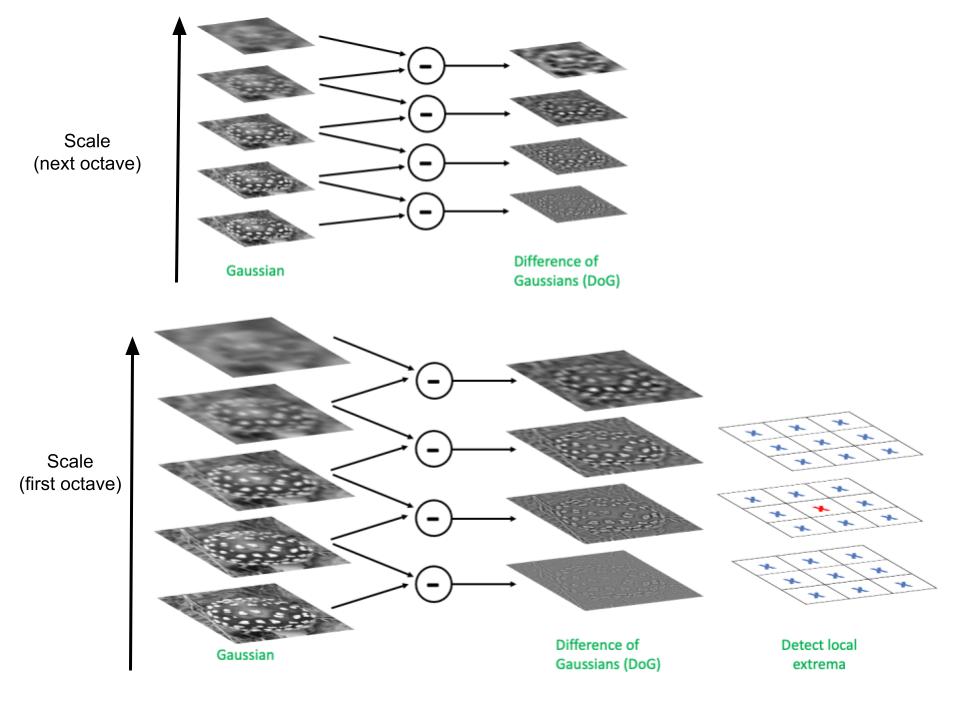 Scale
(next octave)
Gaussian
Difference of
Gaussians (DoG)
Scale
(first octave)
Gaussian
Difference of
Gaussians (DoG)
Detect local
extrema